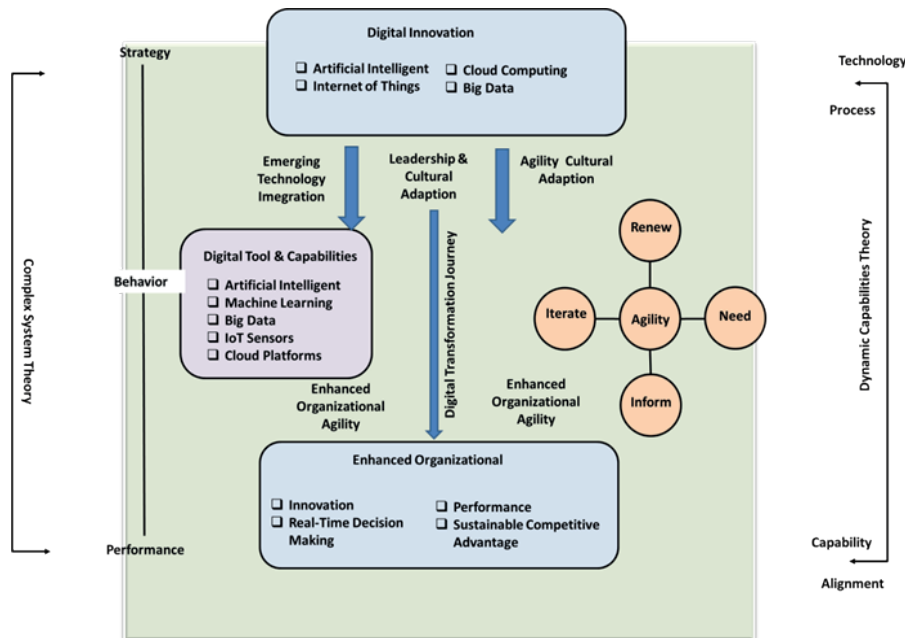 Digital Innovation
❑ Artificial Intelligent
❑ Internet of Things
❑ Cloud Computing
❑ Big Data
Strategy
Behavior
Performance
Complex System Theory
Technology
Process
Dynamic Capabilities Theory
Capability
Alignment
Emerging
Technology
Imegration
Leadership &
Cultural
Adaption
Agility Cultural
Adaption
Digital Tool & Capabilities
❑ Artificial Intelligent
❑ Machine Learning
❑ Big Data
❑ IoT Sensors
❑ Cloud Platforms
Digital Transformation Journey
Renew
Iterate
Agility
Need
Inform
Enhanced
Organizational
Agility
Enhanced
Organizational
Agility
Enhanced Organizational
❑ Innovation
❑ Real-Time Decision
Making
❑ Performance
❑ Sustainable Competitive
Advantage